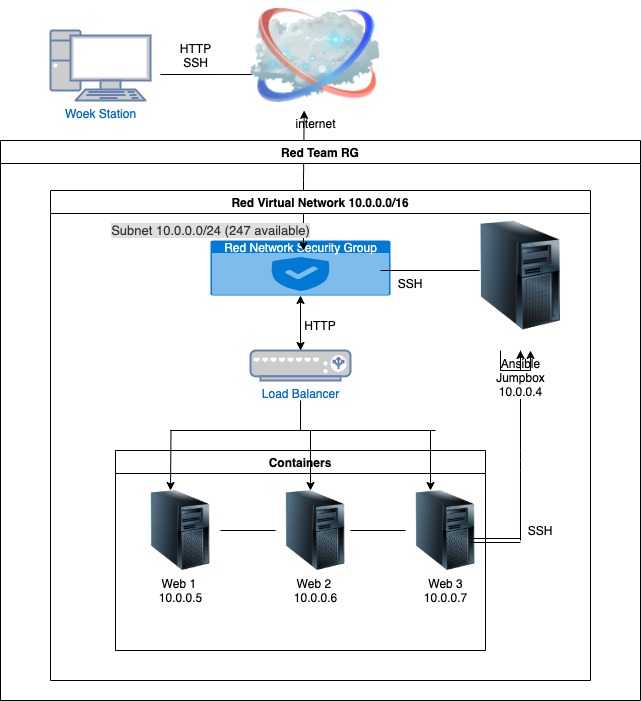 HTTP
SSH
Woek Station
internet
Red Team RG
Red Virtual Network 10.0.0.0/16
Subnet 10.0.0.0/24 (247 available)
Red Network Security Group
SSH
HTTP
Ansible
Jumpbox
10.0.0.4
Load Balancer
Containers
SSH
Web 1
10.0.0.5
Web 2
10.0.0.6
Web 3
10.0.0.7